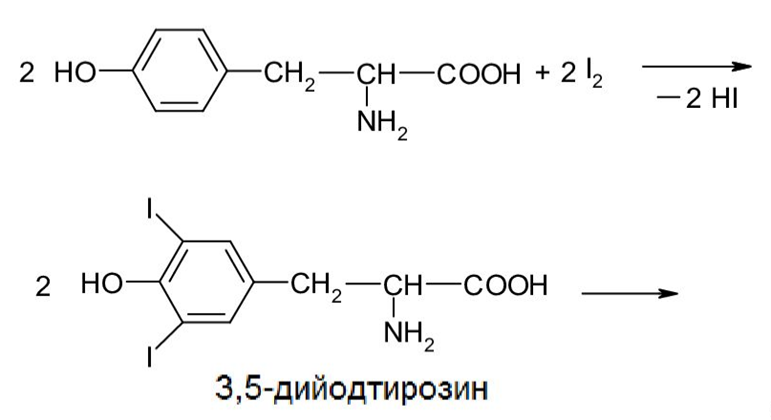 2 HO CH₂ CH COOH + 2 I₂
NH₂ — 2 HI
I
2 HO CH₂ CH COOH
NH₂
I
3,5-дийодтирозин